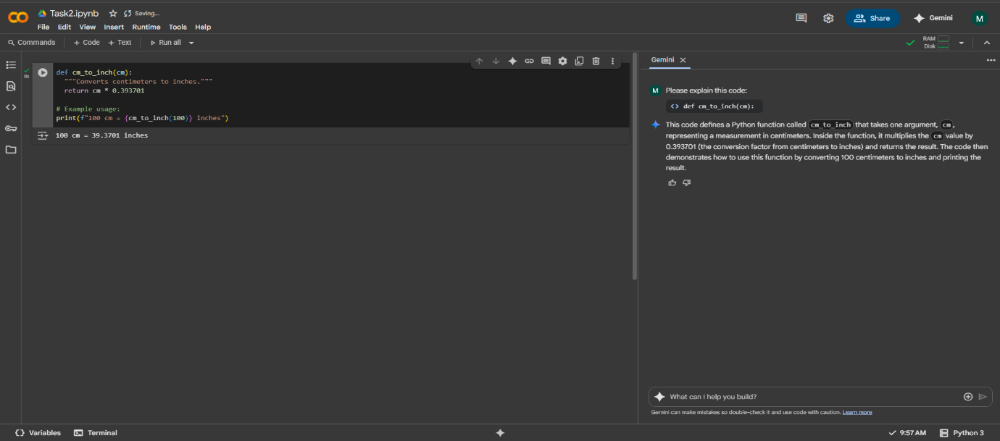 Task2.ipynb Saving...
File Edit View Insert Runtime Tools Help
Share Gemini M
Commands + Code + Text Run all
RAM
Disk
0s
def cm_to_inch(cm):
"""Converts centimeters to inches."""
return cm * 0.393701
# Example usage:
print(f"100 cm = {cm_to_inch(100)} inches")
100 cm = 39.3701 inches
Gemini
M Please explain this code:
<> def cm_to_inch(cm):
This code defines a Python function called cm_to_inch that takes one argument, cm,
representing a measurement in centimeters. Inside the function, it multiplies the cm value by
0.393701 (the conversion factor from centimeters to inches) and returns the result. The code then
demonstrates how to use this function by converting 100 centimeters to inches and printing the
result.
What can I help you build?
Gemini can make mistakes so double-check it and use code with caution. Learn more
Variables Terminal
9:57 AM Python 3